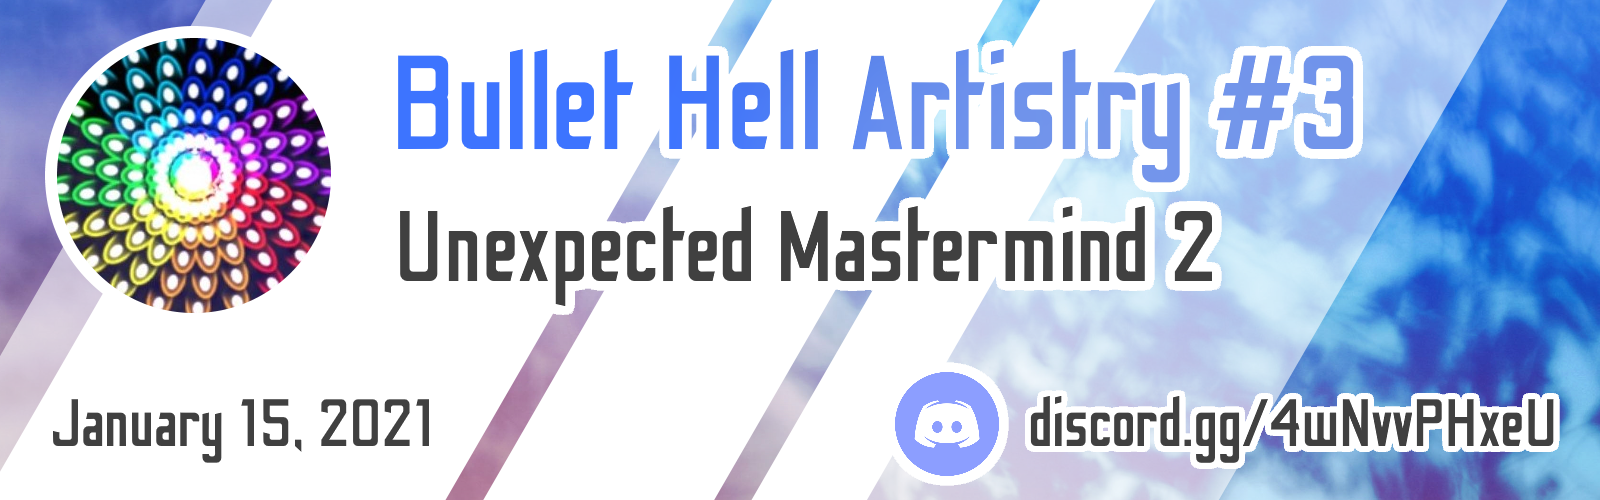 Bullet Hell Artistry #3
Unexpected Mastermind 2
January 15, 2021
discord.gg/4wNvvPHxeU